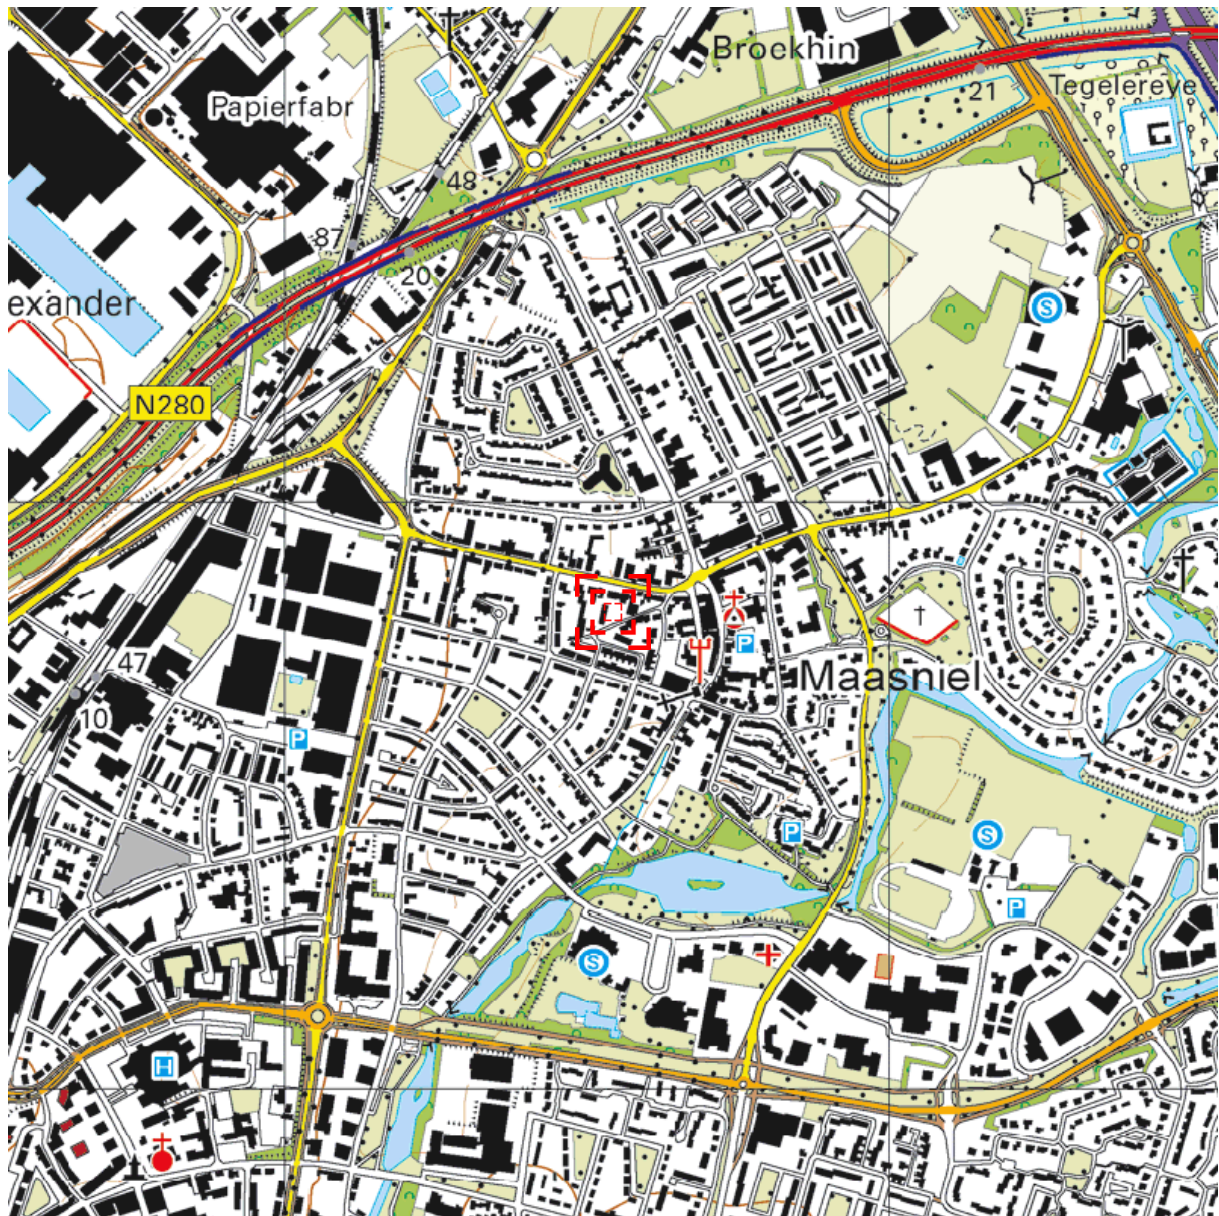 Broekhin
Papierfabr
21
Tegelereye
48
87
20
exander
N280
47
10
Maasniel
S
P
P
P
S
P
S
H